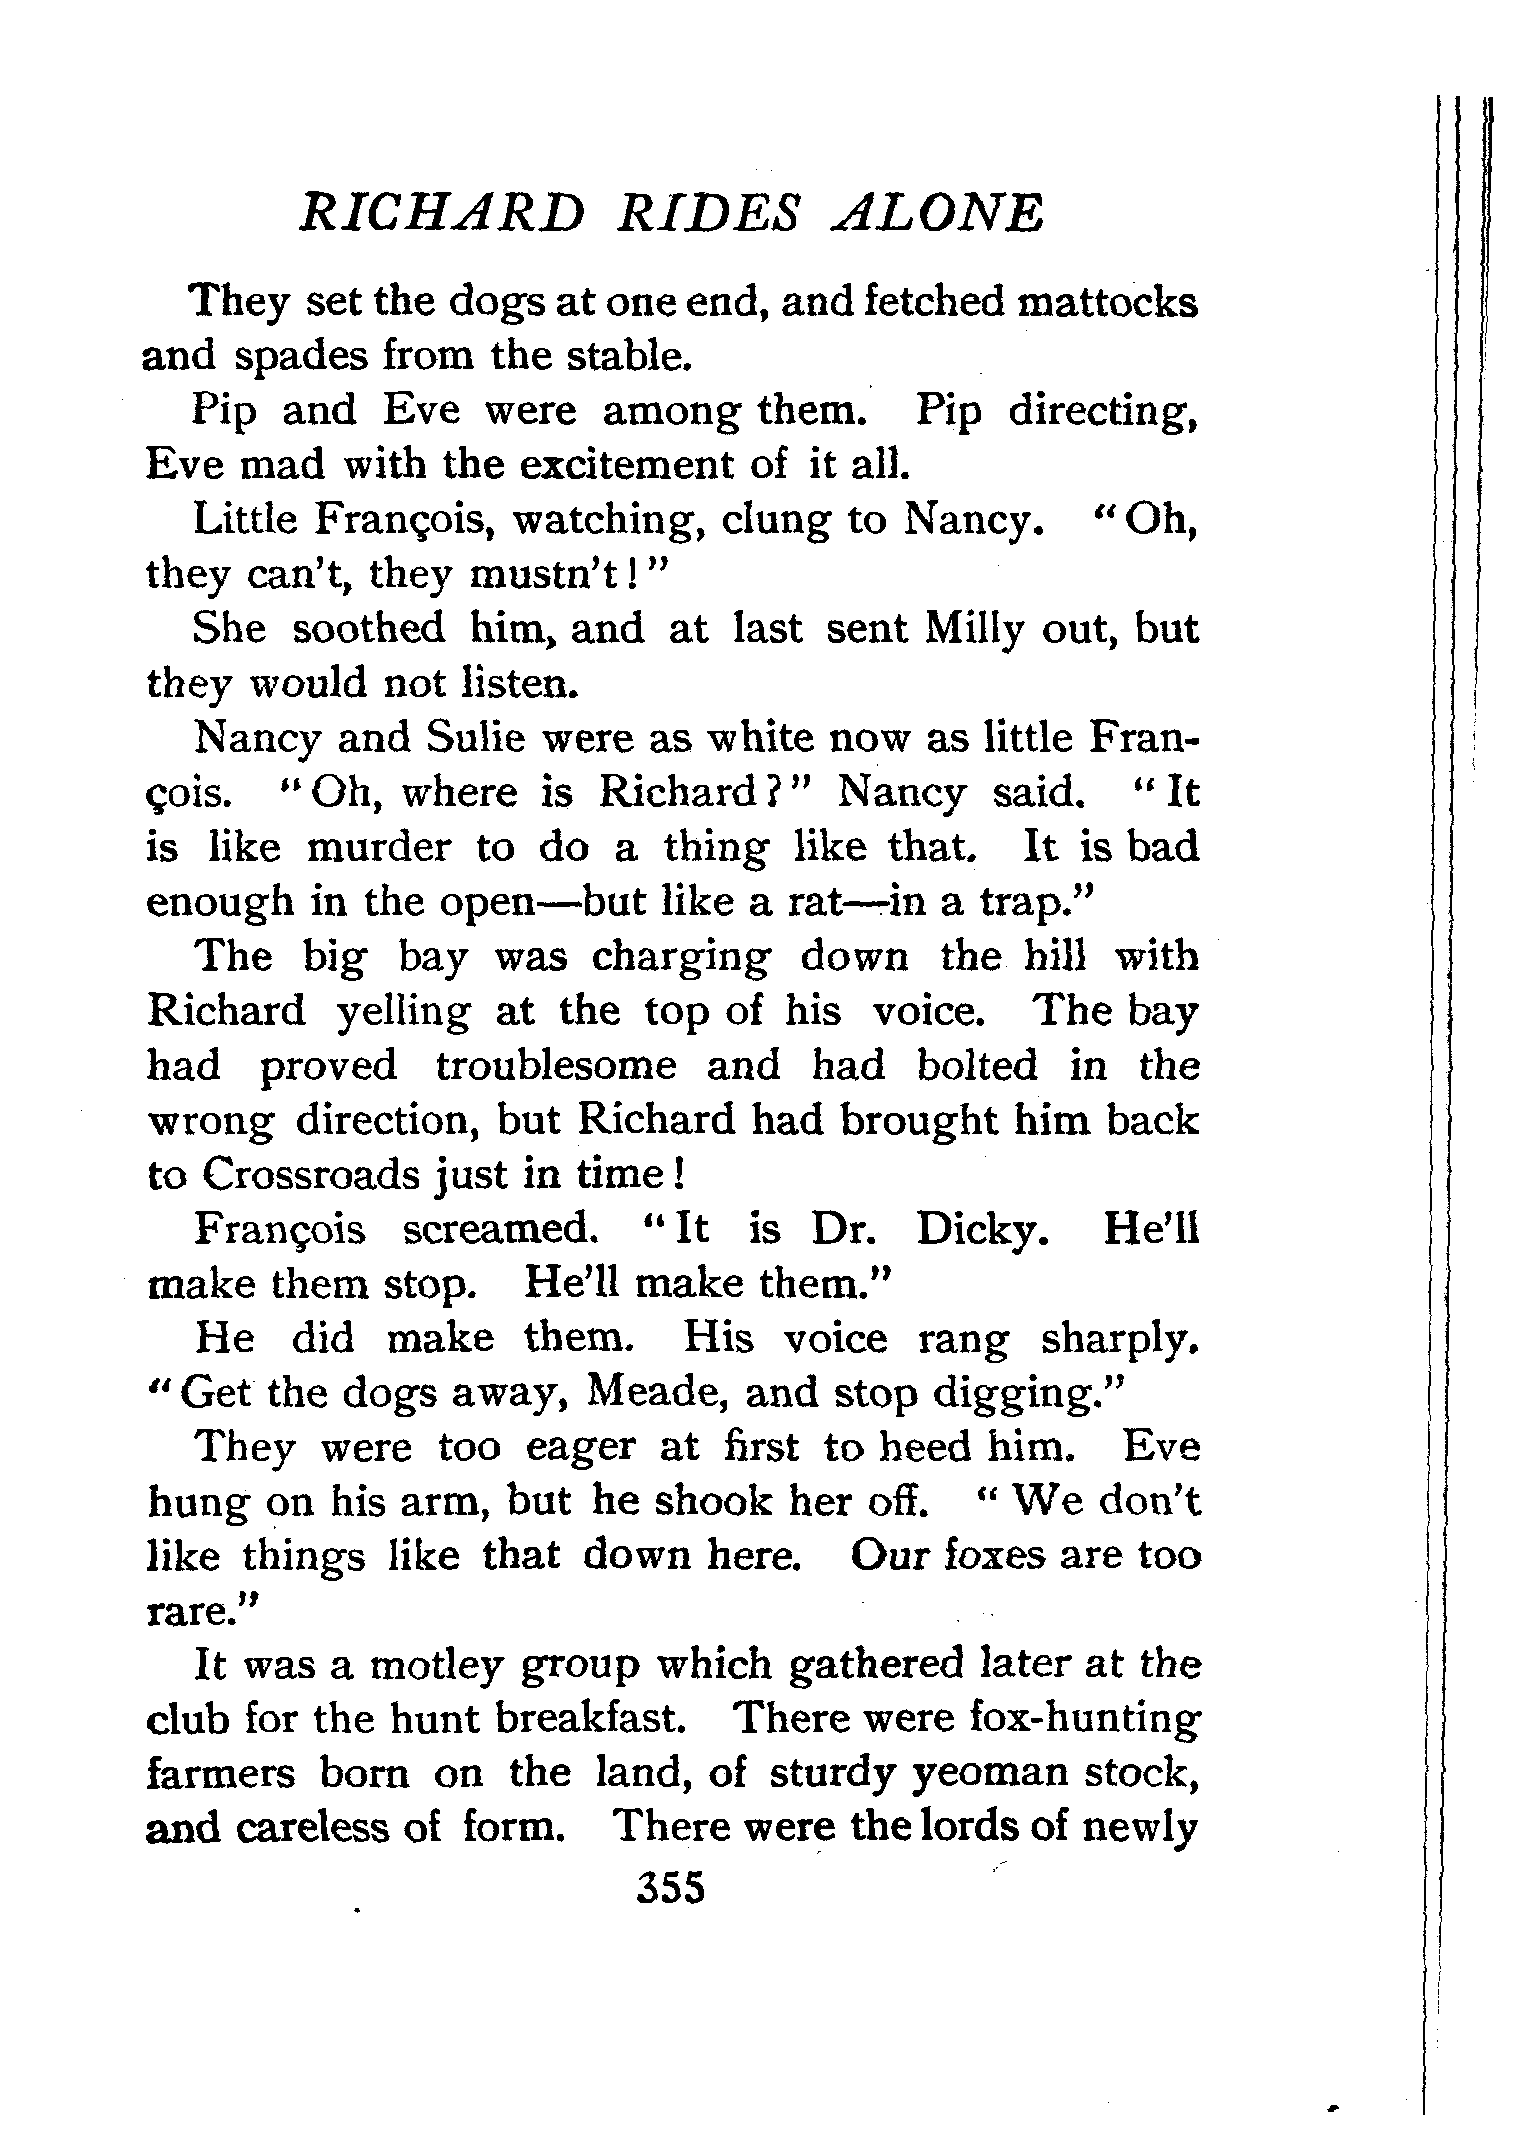 RICHARD RIDES ALONE
They set the dogs at one end, and fetched mattocks
and spades from the stable.
Pip and Eve were among them. Pip directing,
Eve mad with the excitement of it all.
Little François, watching, clung to Nancy. "Oh,
they can't, they mustn't!"
She soothed him, and at last sent Milly out, but
they would not listen.
Nancy and Sulie were as white now as little Fran-
çois. "Oh, where is Richard?" Nancy said. "It
is like murder to do a thing like that. It is bad
enough in the open—but like a rat—in a trap."
The big bay was charging down the hill with
Richard yelling at the top of his voice. The bay
had proved troublesome and had bolted in the
wrong direction, but Richard had brought him back
to Crossroads just in time!
François screamed. "It is Dr. Dicky. He'll
make them stop. He'll make them."
He did make them. His voice rang sharply.
"Get the dogs away, Meade, and stop digging."
They were too eager at first to heed him. Eve
hung on his arm, but he shook her off. "We don't
like things like that down here. Our foxes are too
rare."
It was a motley group which gathered later at the
club for the hunt breakfast. There were fox-hunting
farmers born on the land, of sturdy yeoman stock,
and careless of form. There were the lords of newly
355